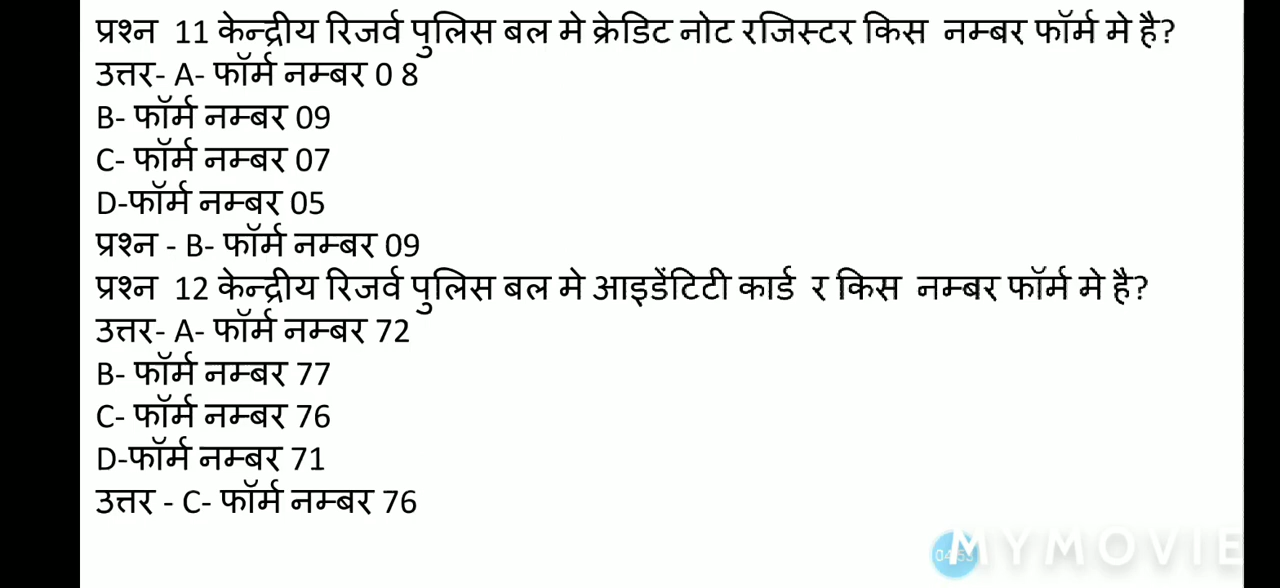 प्रश्न 11 केन्द्रीय रिजर्व पुलिस बल मे क्रेडिट नोट रजिस्टर किस नम्बर फॉर्म मे है?
उत्तर- A- फॉर्म नम्बर 0 8
B- फॉर्म नम्बर 09
C- फॉर्म नम्बर 07
D-फॉर्म नम्बर 05
प्रश्न - B- फॉर्म नम्बर 09
प्रश्न 12 केन्द्रीय रिजर्व पुलिस बल मे आइडेंटिटी कार्ड र किस नम्बर फॉर्म मे है?
उत्तर- A- फॉर्म नम्बर 72
B- फॉर्म नम्बर 77
C- फॉर्म नम्बर 76
D-फॉर्म नम्बर 71
उत्तर - C- फॉर्म नम्बर 76
MYMOVIE